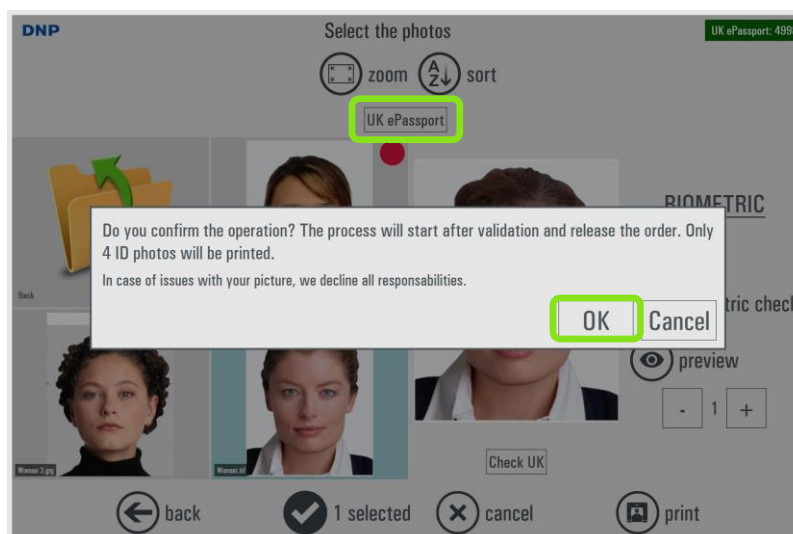 DNP
Select the photos
UK ePassport: 499
zoom
sort
UK ePassport
BIOMETRIC
Do you confirm the operation? The process will start after validation and release the order. Only
4 ID photos will be printed.
In case of issues with your picture, we decline all responsabilities.
OK
Cancel
Back
tric check
preview
- 1 +
Woman 3.jpg
Woman.tif
Check UK
back
1 selected
cancel
print